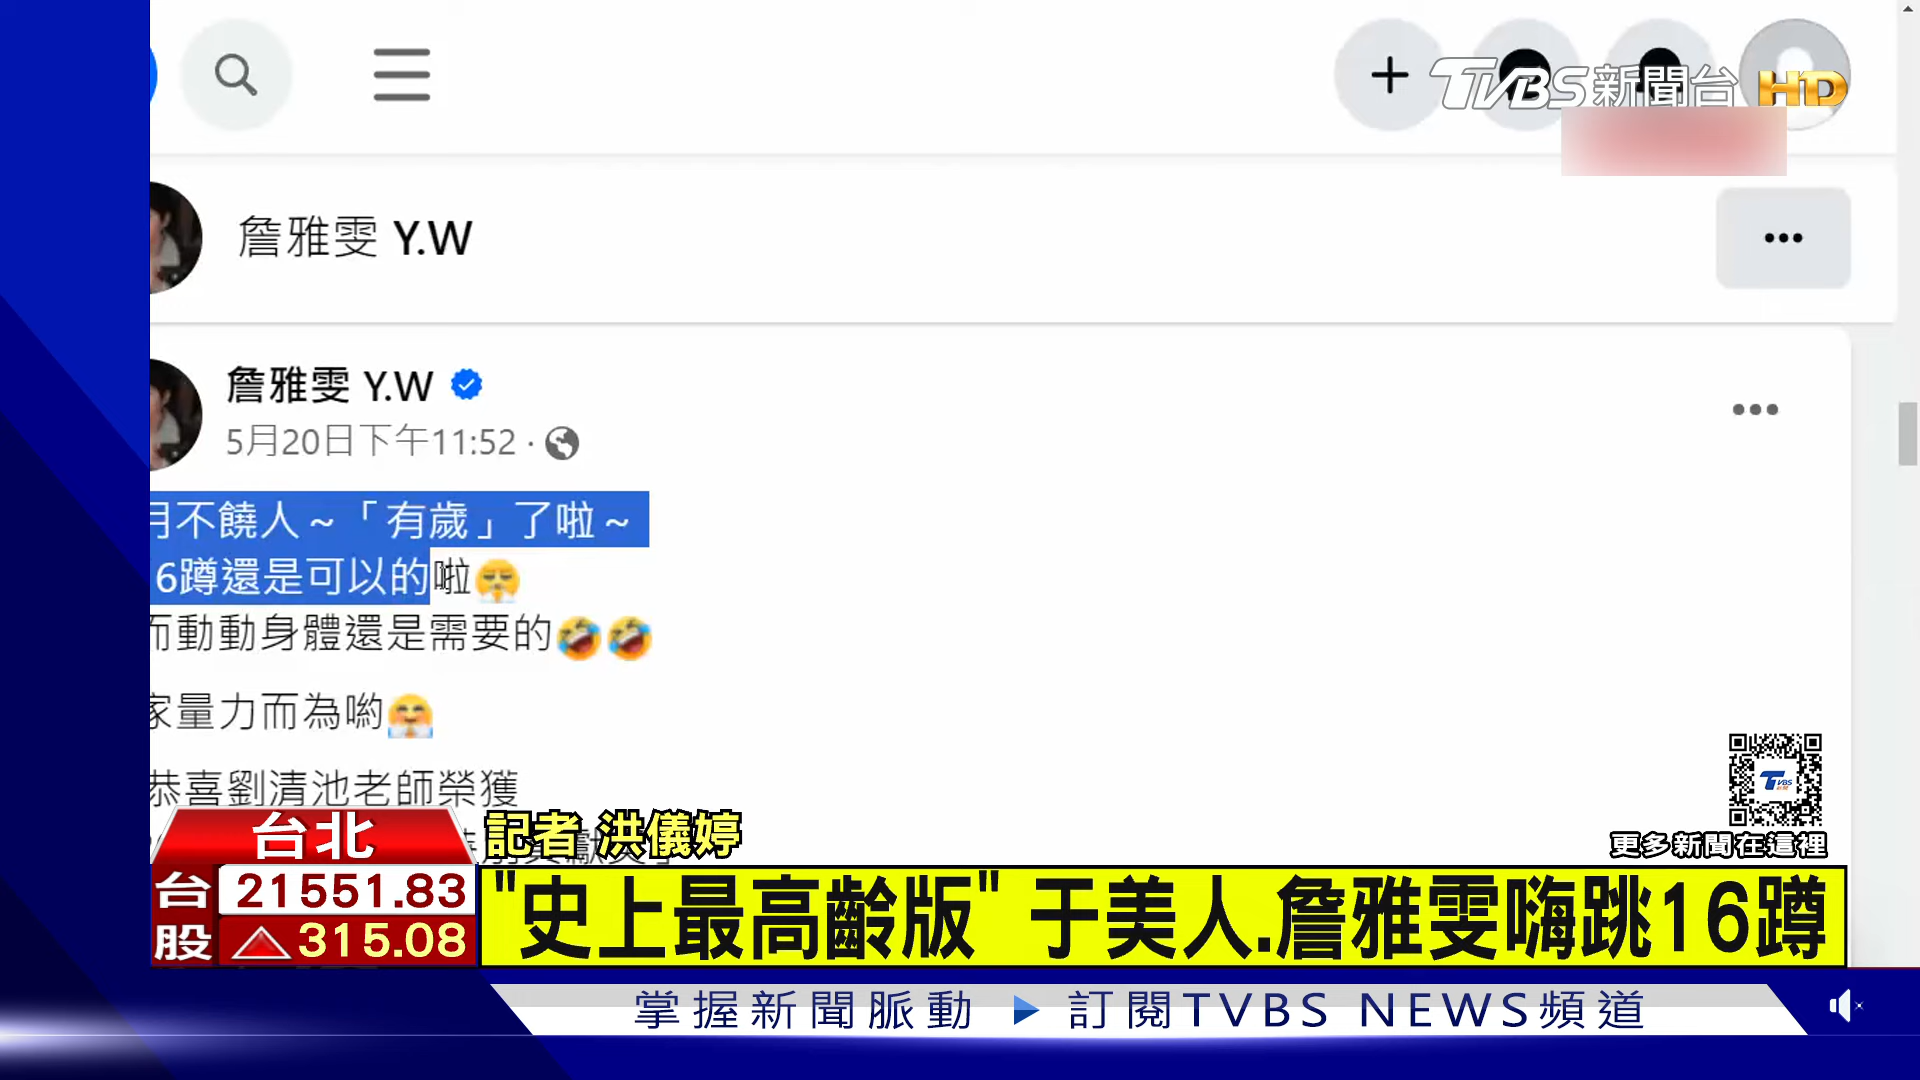 TVBS新聞台 HD
詹雅雯 Y.W
詹雅雯 Y.W
5月20日下午11:52
月不饒人~「有歲」了啦~
6蹲還是可以的啦
而動動身體還是需要的
家量力而為喲
恭喜劉清池老師榮獲
台北
記者 洪儀婷
更多新聞在這裡
台股
21551.83
315.08
"史上最高齡版" 于美人.詹雅雯嗨跳16蹲
掌握新聞脈動 訂閱TVBS NEWS頻道